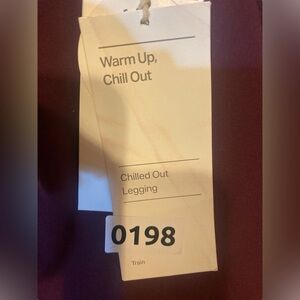 Warm Up,
Chill Out
Chilled Out
Legging
0198
Train